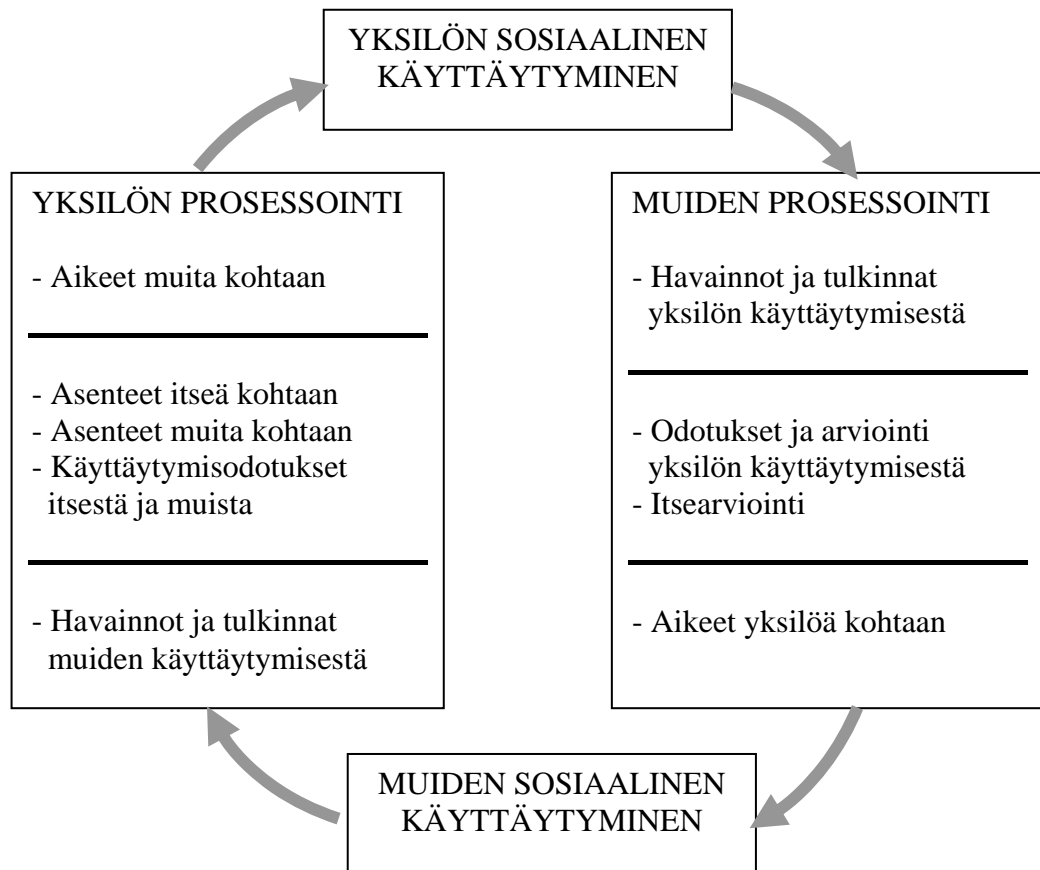 YKSILÖN SOSIAALINEN
KÄYTTÄYTYMINEN
YKSILÖN PROSESSOINTI
- Aikeet muita kohtaan
- Asenteet itseä kohtaan
- Asenteet muita kohtaan
- Käyttäytymisodotukset
itsestä ja muista
- Havainnot ja tulkinnat
muiden käyttäytymisestä
MUIDEN PROSESSOINTI
- Havainnot ja tulkinnat
yksilön käyttäytymisestä
- Odotukset ja arviointi
yksilön käyttäytymisestä
- Itsearviointi
- Aikeet yksilöä kohtaan
MUIDEN SOSIAALINEN
KÄYTTÄYTYMINEN